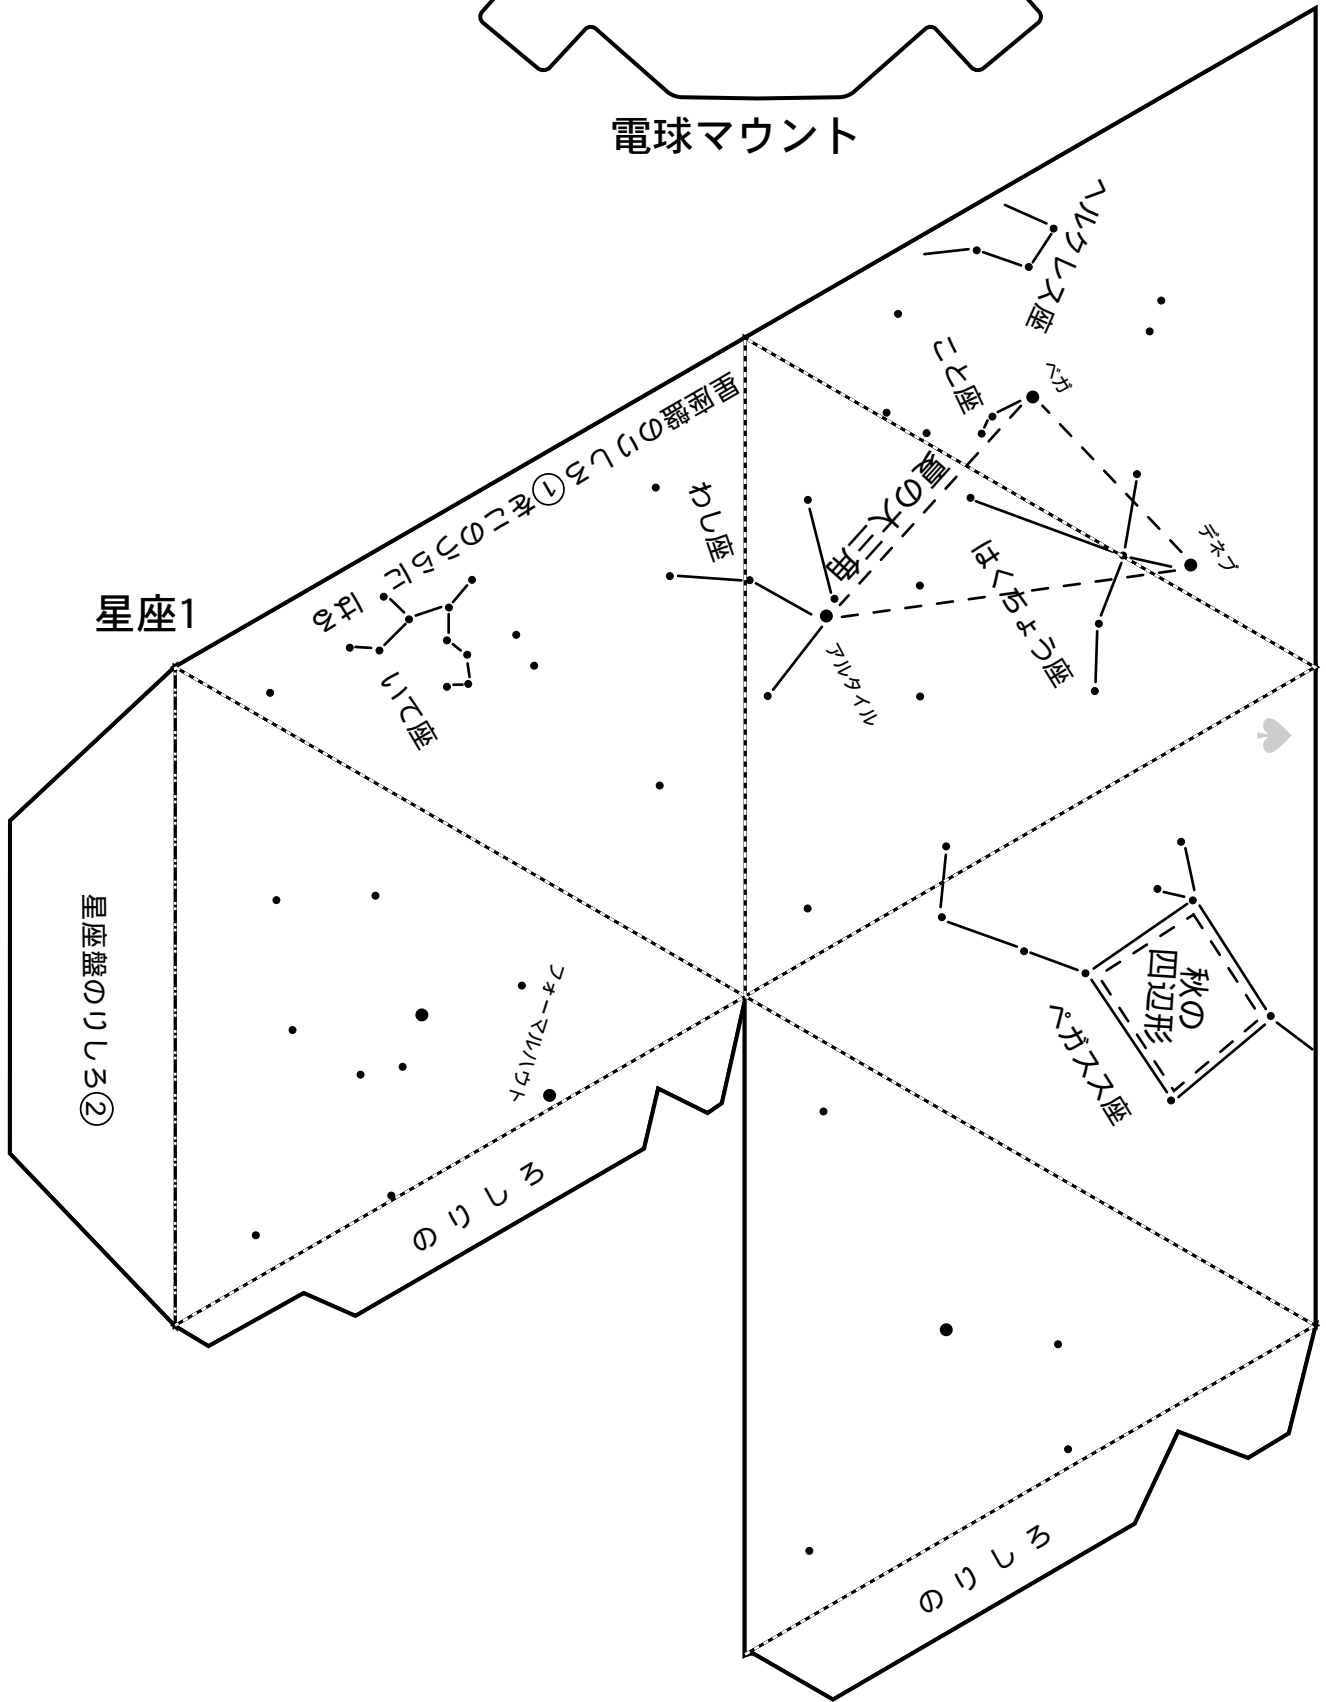 電球マウント
ヘルクレス座
こと座
ベガ
星座盤のりしろ①をこのうらに はる
わし座
夏の大三角
デネブ
はくちょう座
星座1
いて座
アルタイル
星座盤のりしろ②
フォーマルハウト
秋の
四辺形
ペガスス座
のりしろ
のりしろ